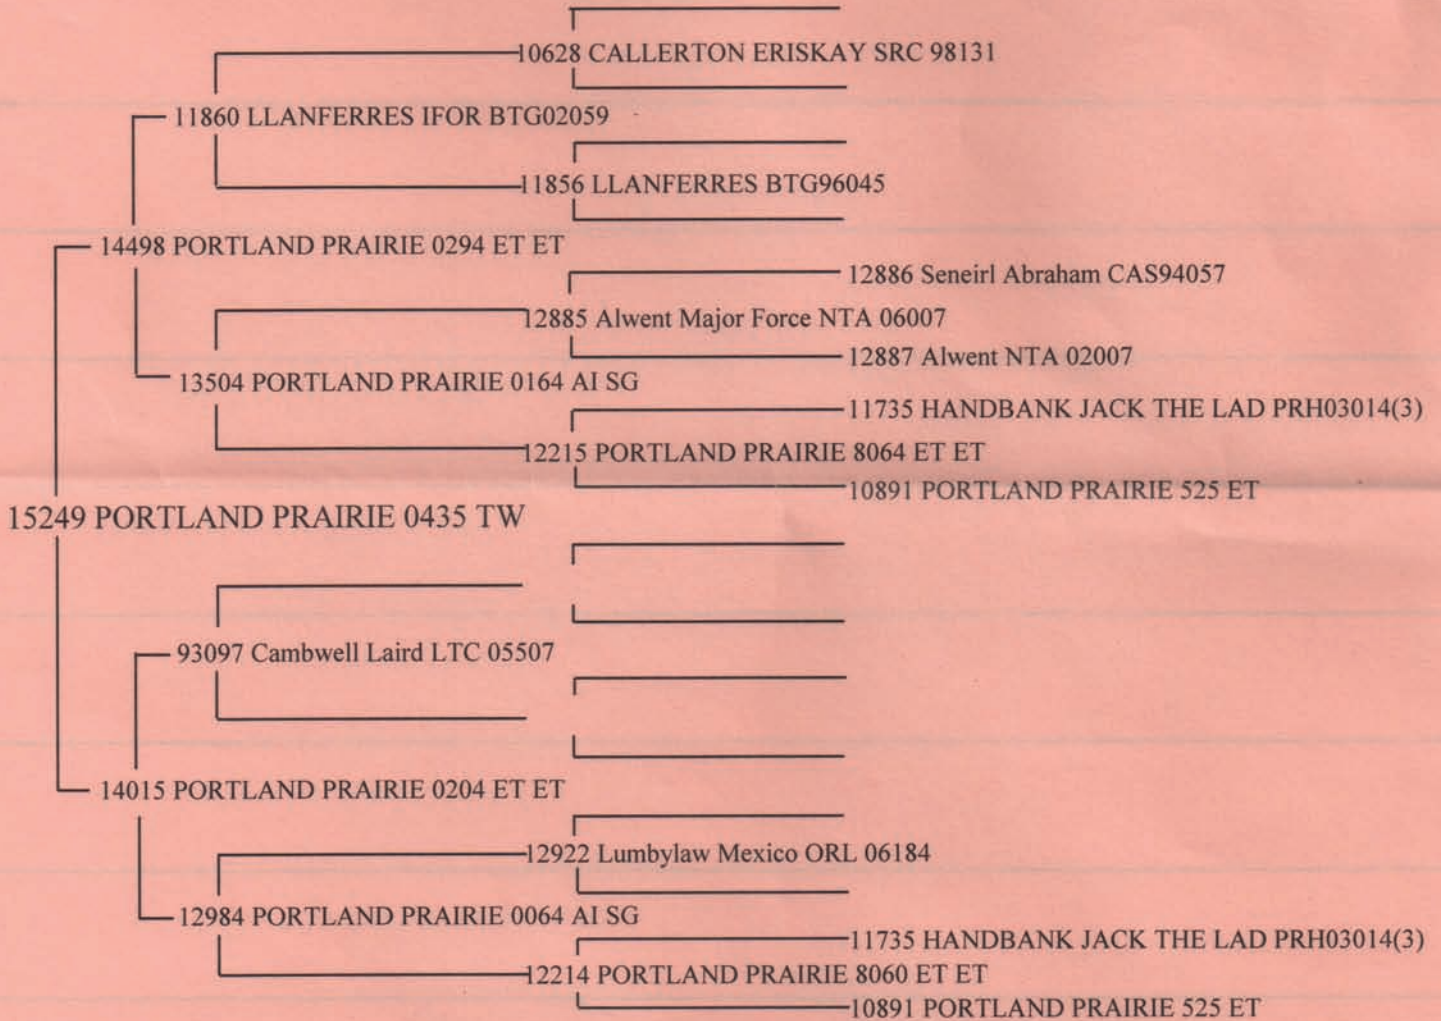 10628 CALLERTON ERISKAY SRC 98131
11860 LLANFERRES IFOR BTG02059
11856 LLANFERRES BTG96045
14498 PORTLAND PRAIRIE 0294 ET ET
12886 Seneirl Abraham CAS94057
12885 Alwent Major Force NTA 06007
12887 Alwent NTA 02007
13504 PORTLAND PRAIRIE 0164 AI SG
11735 HANDBANK JACK THE LAD PRH03014(3)
12215 PORTLAND PRAIRIE 8064 ET ET
10891 PORTLAND PRAIRIE 525 ET
15249 PORTLAND PRAIRIE 0435 TW
93097 Cambwell Laird LTC 05507
14015 PORTLAND PRAIRIE 0204 ET ET
12922 Lumbylaw Mexico ORL 06184
12984 PORTLAND PRAIRIE 0064 AI SG
11735 HANDBANK JACK THE LAD PRH03014(3)
12214 PORTLAND PRAIRIE 8060 ET ET
10891 PORTLAND PRAIRIE 525 ET